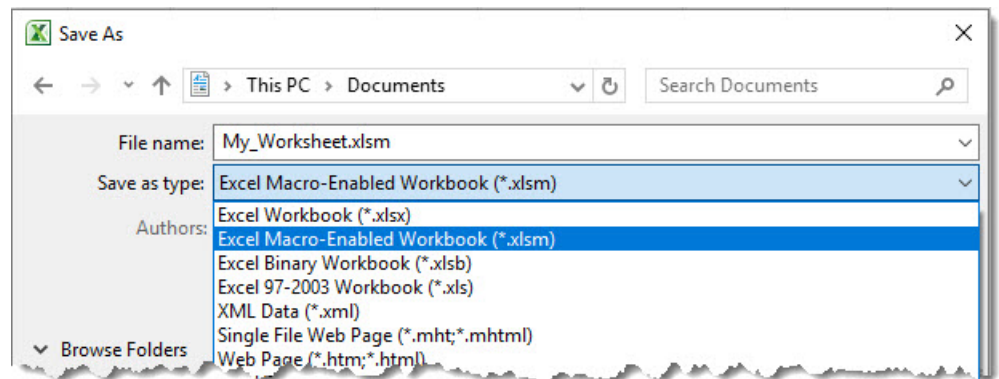 Save As
This PC > Documents
Search Documents
File name: My_Worksheet.xlsm
Save as type: Excel Macro-Enabled Workbook (*.xlsm)
Authors:
Excel Workbook (*.xlsx)
Excel Macro-Enabled Workbook (*.xlsm)
Excel Binary Workbook (*.xlsb)
Excel 97-2003 Workbook (*.xls)
XML Data (*.xml)
Single File Web Page (*.mht;*.mhtml)
Browse Folders
Web Page (*.htm;*.html)